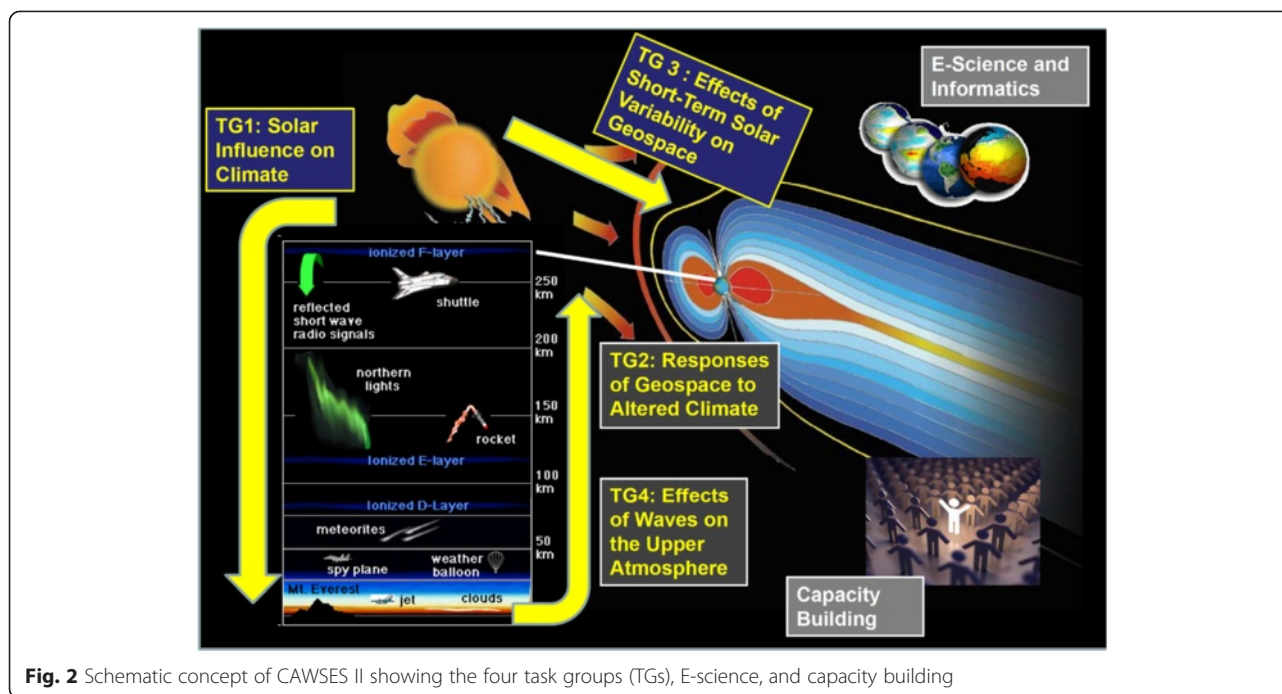 TG1: Solar
Influence on
Climate
TG 3 : Effects of
Short-Term Solar
Variability on
Geospace
E-Science and
Informatics
Ionized F-layer
shuttle
250
km
reflected
short wave
radio signals
200
km
northern
lights
150
km
rocket
Ionized E-layer
100
km
Ionized D-Layer
meteorites
50
km
spy plane
weather
balloon
Mt. Everest
jet
clouds
TG2: Responses
of Geospace to
Altered Climate
TG4: Effects
of Waves on
the Upper
Atmosphere
Capacity
Building
Fig. 2 Schematic concept of CAWSES II showing the four task groups (TGs), E-science, and capacity building